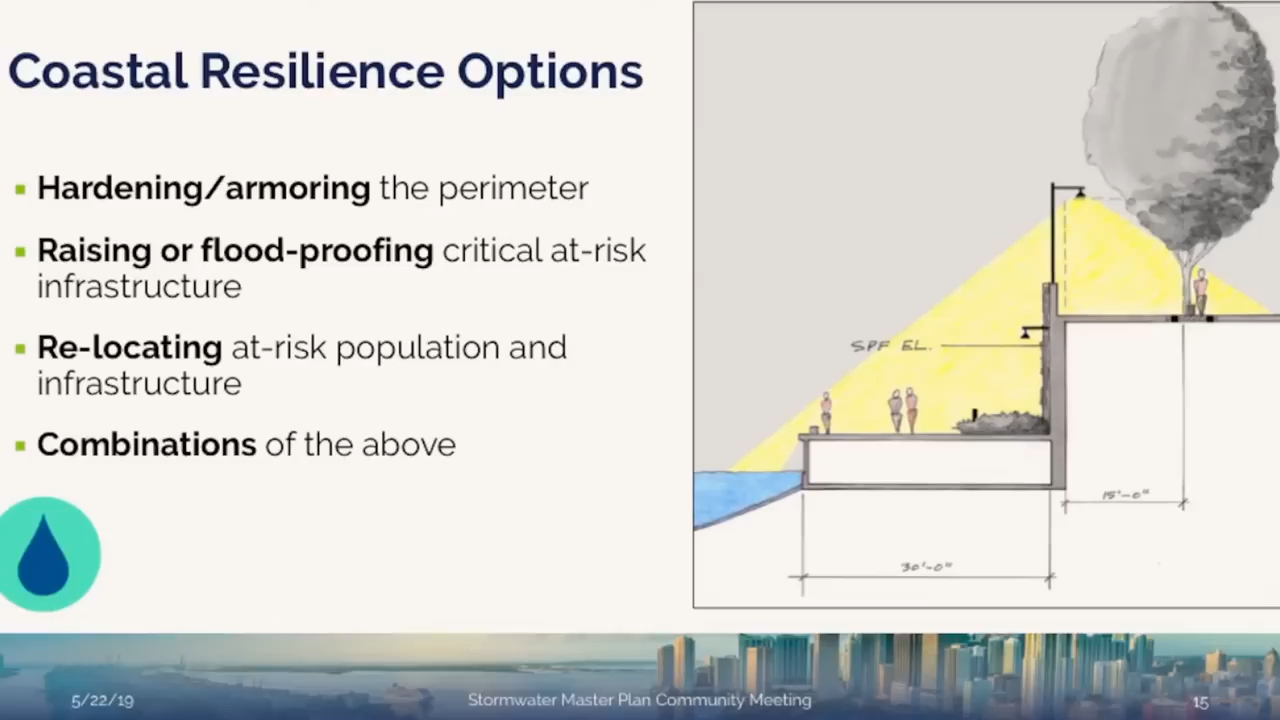 Coastal Resilience Options
Hardening/armoring the perimeter
Raising or flood-proofing critical at-risk
infrastructure
Re-locating at-risk population and
infrastructure
Combinations of the above
SPF EL.
15'-0"
30'-0"
5/22/19
Stormwater Master Plan Community Meeting
15